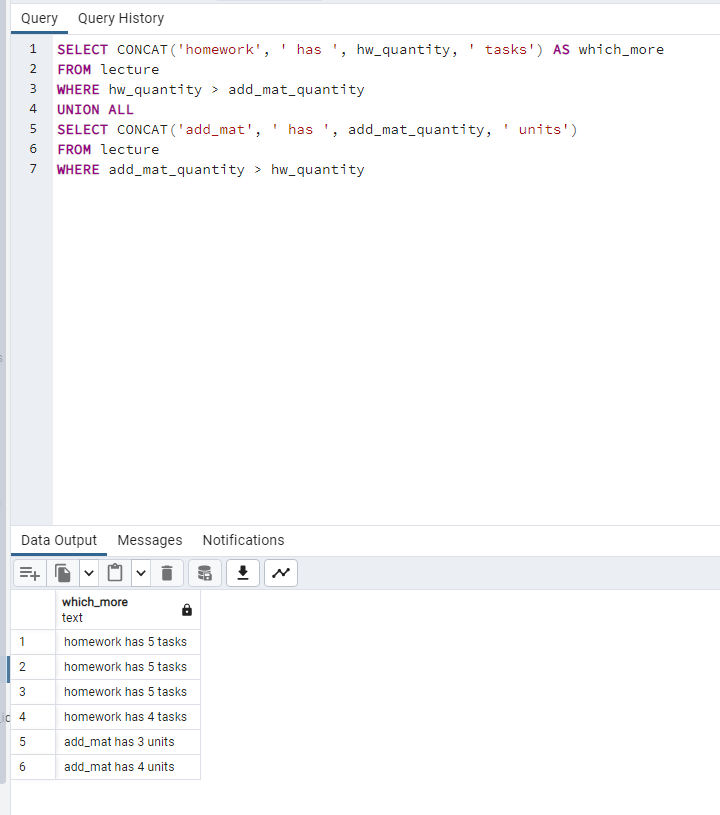 Query Query History
1 SELECT CONCAT('homework', ' has ', hw_quantity, ' tasks') AS which_more
2 FROM lecture
3 WHERE hw_quantity > add_mat_quantity
4 UNION ALL
5 SELECT CONCAT('add_mat', ' has ', add_mat_quantity, ' units')
6 FROM lecture
7 WHERE add_mat_quantity > hw_quantity
Data Output Messages Notifications
which_more
text
1 homework has 5 tasks
2 homework has 5 tasks
3 homework has 5 tasks
4 homework has 4 tasks
5 add_mat has 3 units
6 add_mat has 4 units